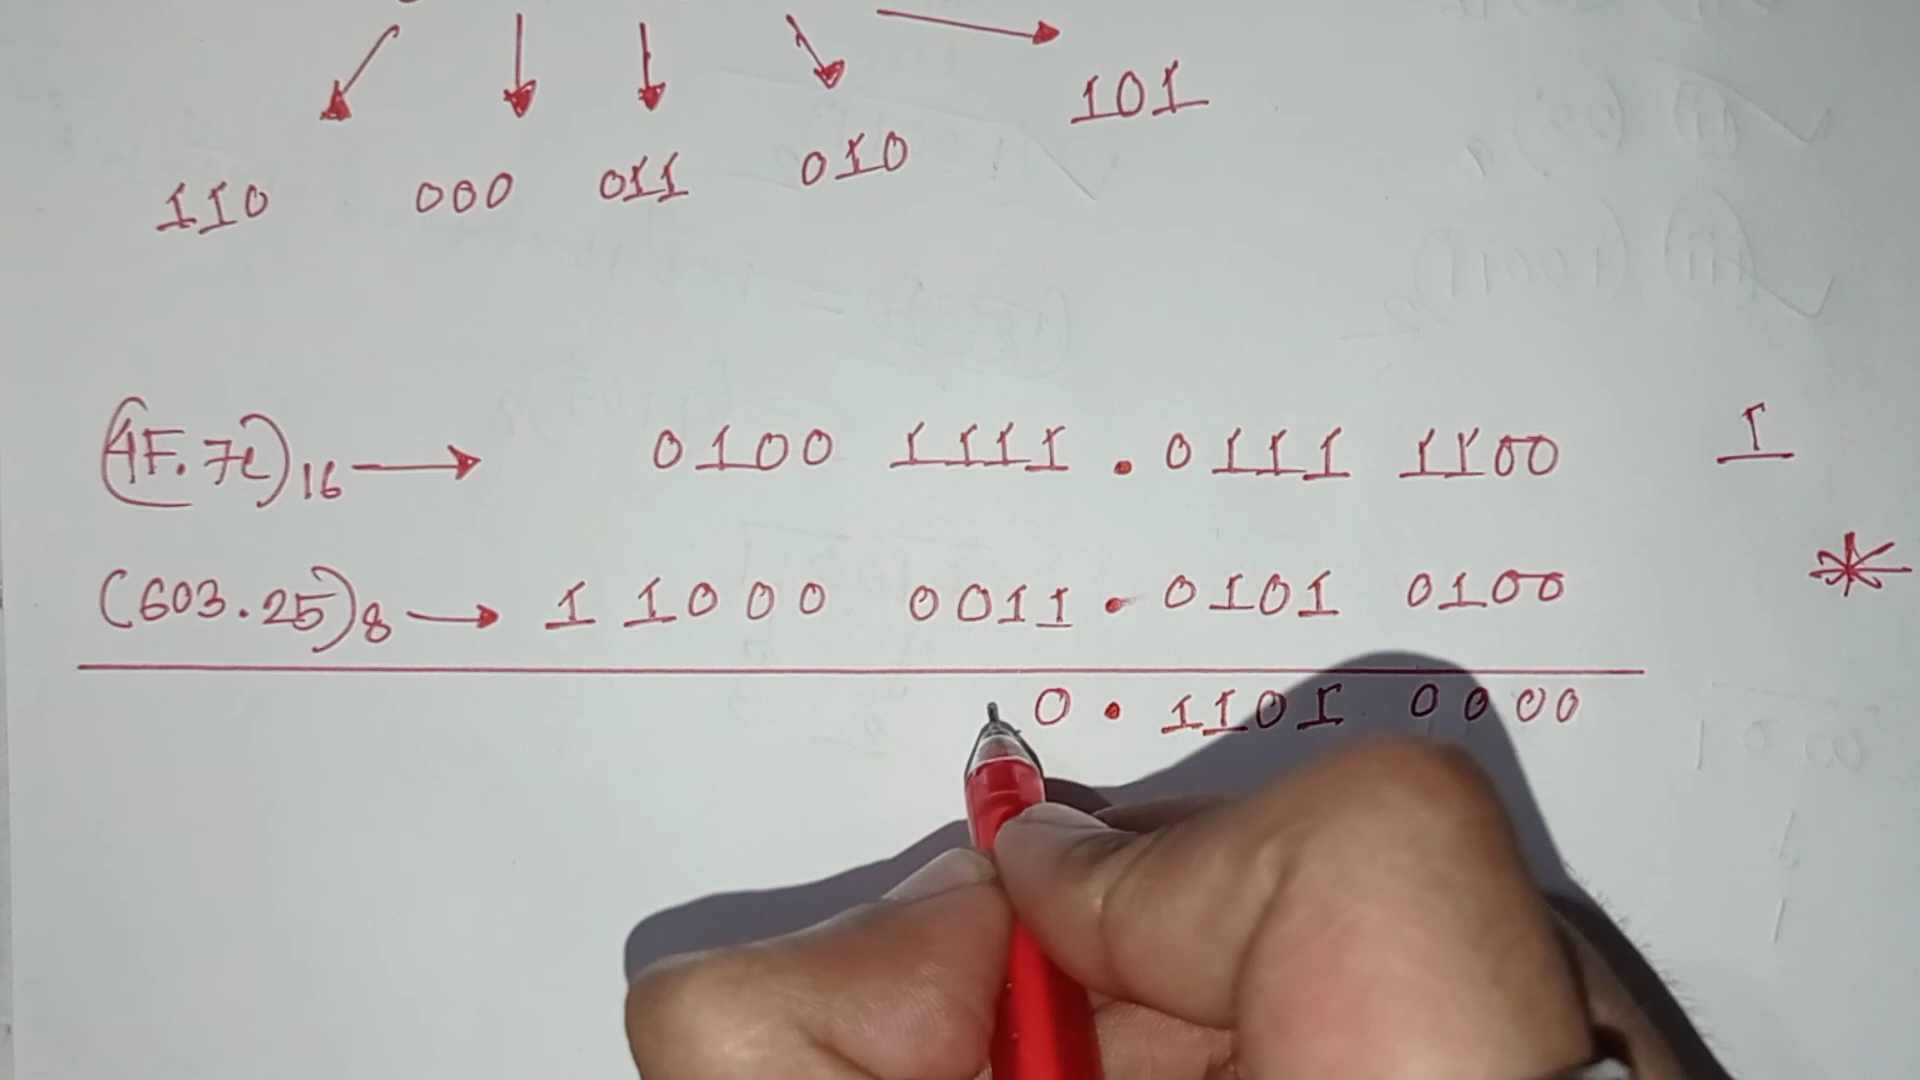 101
110 000 011 010
(4F.7C)16 → 0100 1111 . 0111 1100 1
(603.25)8 → 1 1000 0011 . 0101 0100 *
0 . 1101 0000